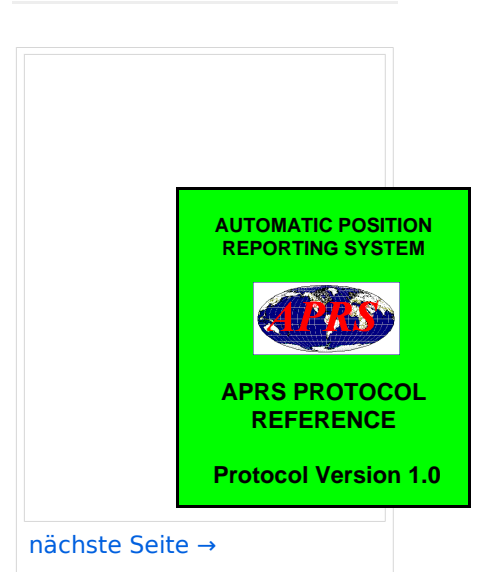 AUTOMATIC POSITION
REPORTING SYSTEM
APRS
APRS PROTOCOL
REFERENCE
Protocol Version 1.0
nächste Seite →